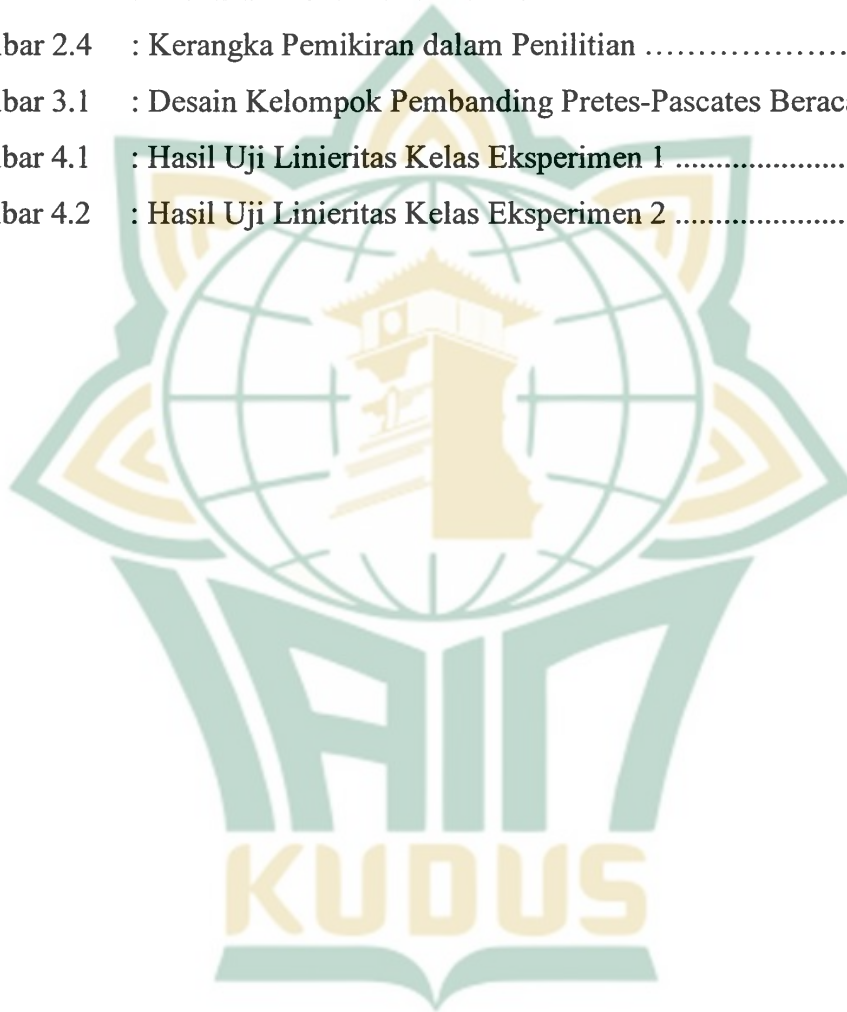 bar 2.4 : Kerangka Pemikiran dalam Penilitian ....................
bar 3.1 : Desain Kelompok Pembanding Pretes-Pascates Beraca
bar 4.1 : Hasil Uji Linieritas Kelas Eksperimen 1 .....................
bar 4.2 : Hasil Uji Linieritas Kelas Eksperimen 2 .....................
IAIN
KUDUS